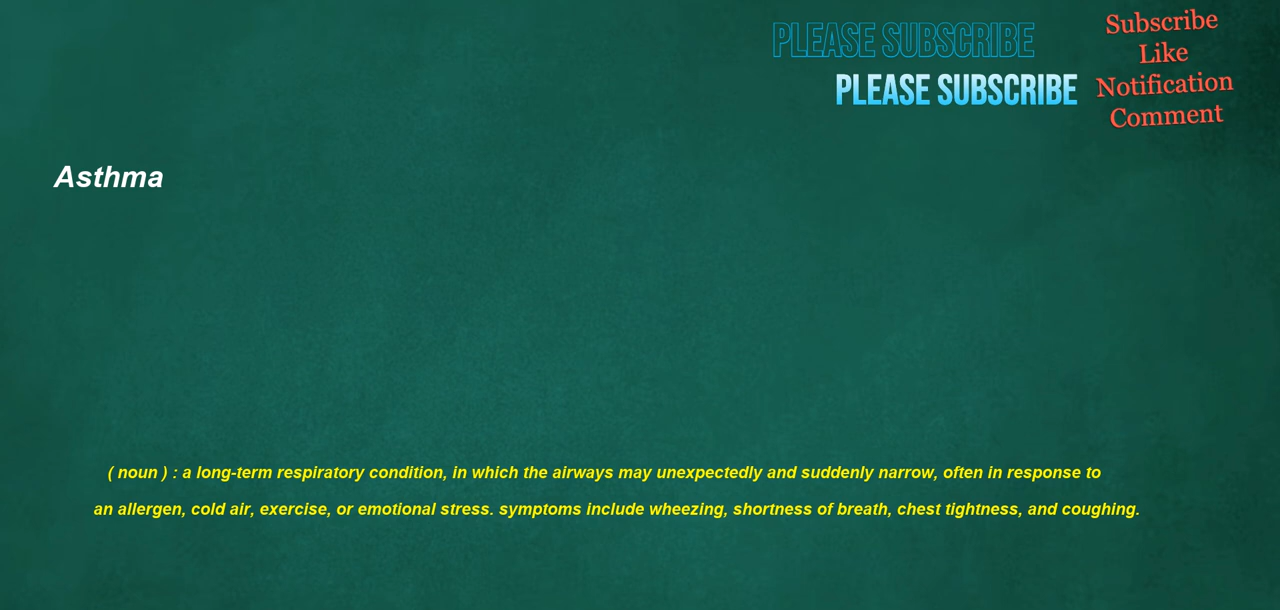 PLEASE SUBSCRIBE
PLEASE SUBSCRIBE
Subscribe
Like
Notification
Comment
Asthma
( noun ) : a long-term respiratory condition, in which the airways may unexpectedly and suddenly narrow, often in response to
an allergen, cold air, exercise, or emotional stress. symptoms include wheezing, shortness of breath, chest tightness, and coughing.